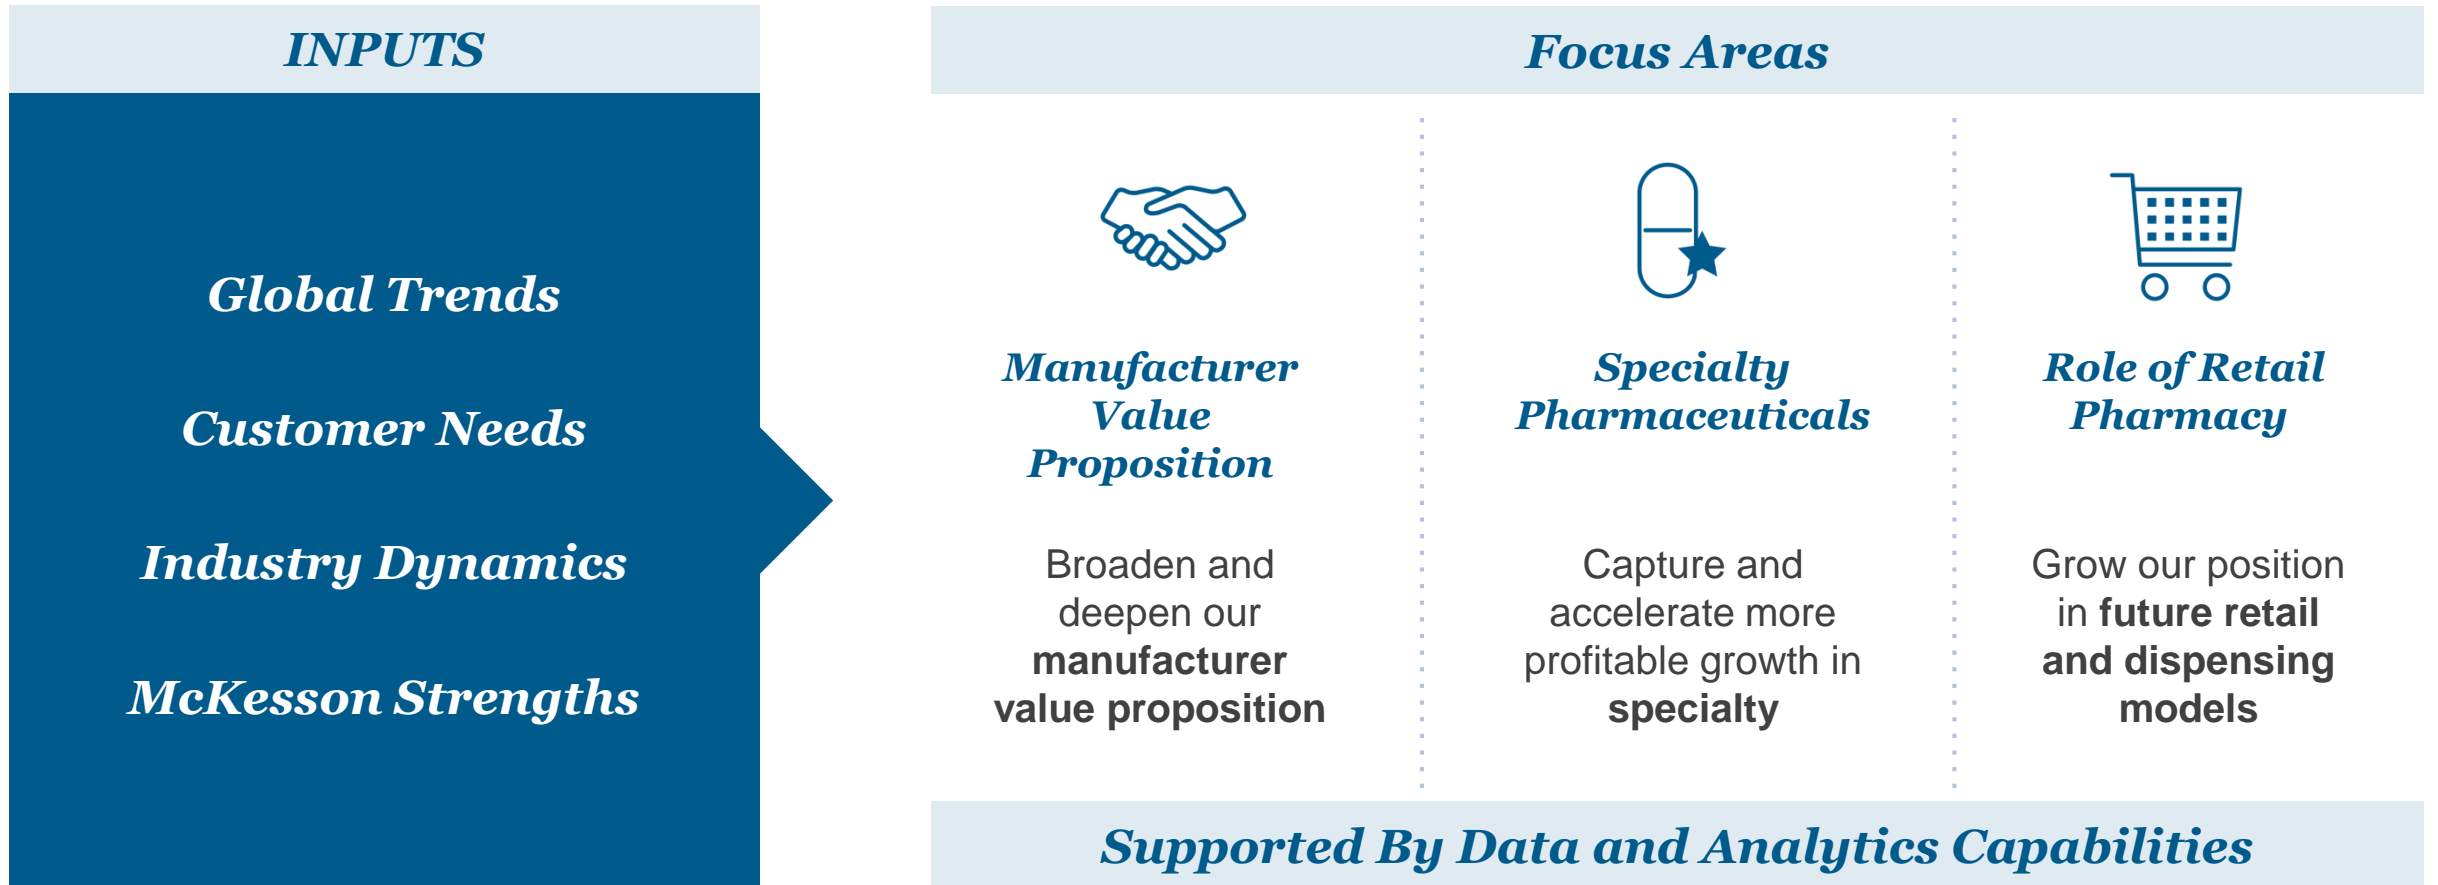 INPUTS
Global Trends
Customer Needs
Industry Dynamics
McKesson Strengths
Focus Areas
Manufacturer
Value
Proposition
Broaden and
deepen our
manufacturer
value proposition
Specialty
Pharmaceuticals
Capture and
accelerate more
profitable growth in
specialty
Role of Retail
Pharmacy
Grow our position
in future retail
and dispensing
models
Supported By Data and Analytics Capabilities